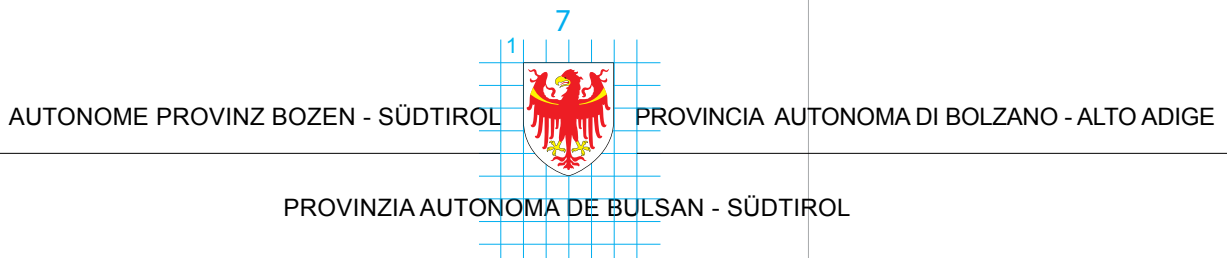 7
1
AUTONOME PROVINZ BOZEN - SÜDTIROL PROVINCIA AUTONOMA DI BOLZANO - ALTO ADIGE
PROVINZIA AUTONOMA DE BULSAN - SÜDTIROL